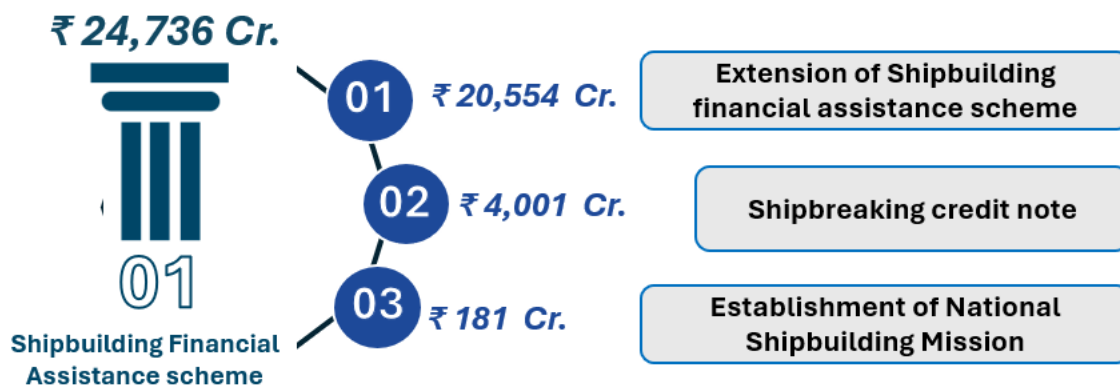 ₹ 24,736 Cr.
01
Shipbuilding Financial
Assistance scheme
01
₹ 20,554 Cr.
Extension of Shipbuilding
financial assistance scheme
02
₹ 4,001 Cr.
Shipbreaking credit note
03
₹ 181 Cr.
Establishment of National
Shipbuilding Mission